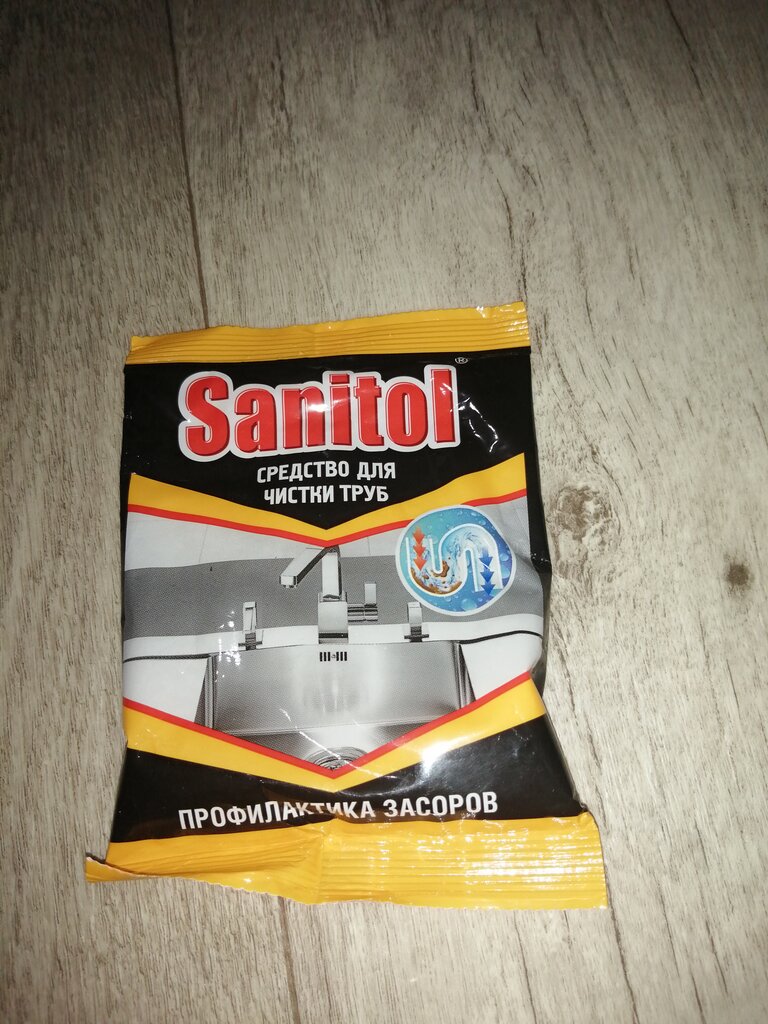 Sanitol®
СРЕДСТВО ДЛЯ
ЧИСТКИ ТРУБ
ПРОФИЛАКТИКА ЗАСОРОВ